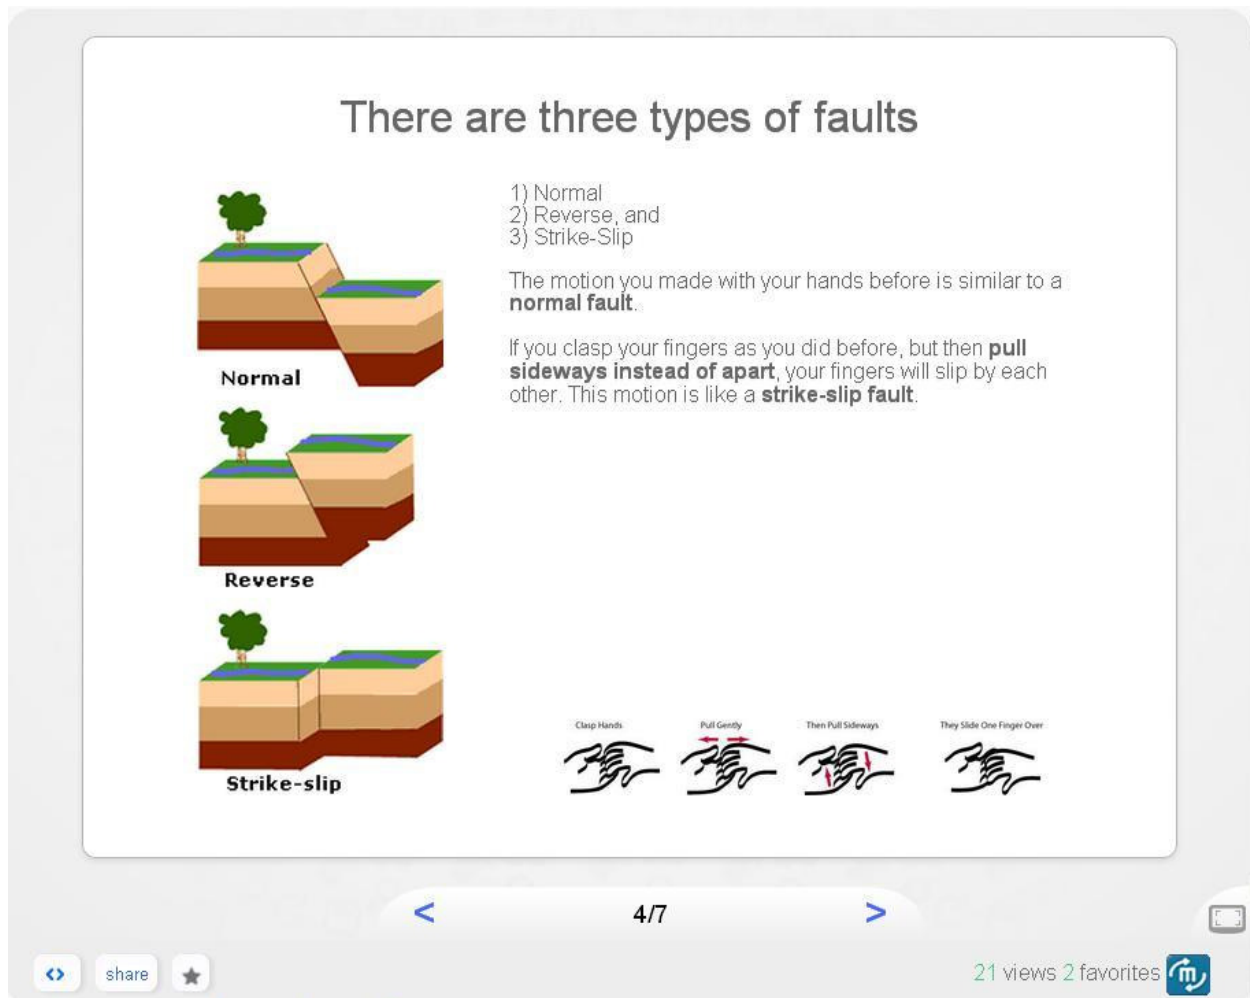 There are three types of faults
1) Normal
2) Reverse, and
3) Strike-Slip
The motion you made with your hands before is similar to a
normal fault.
If you clasp your fingers as you did before, but then pull
sideways instead of apart, your fingers will slip by each
other. This motion is like a strike-slip fault.
Normal
Reverse
Strike-slip
Clasp Hands
Pull Gently
Then Pull Sideways
They Slide One Finger Over
< 4/7 >
<> share
21 views 2 favorites m